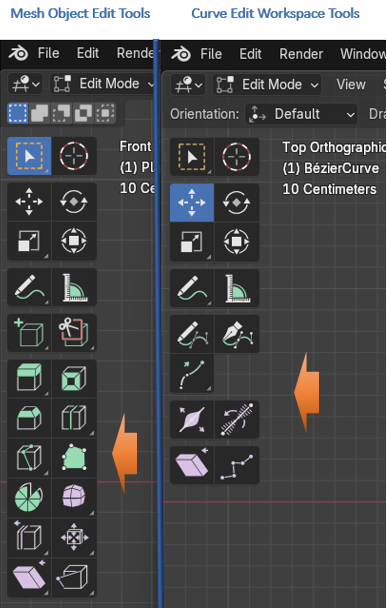 Mesh Object Edit Tools
Curve Edit Workspace Tools
File Edit Rende
File Edit Render Window
Edit Mode
Edit Mode View
Orientation: Default Dra
Front
(1) Pl
10 Ce
Top Orthographic
(1) BézierCurve
10 Centimeters